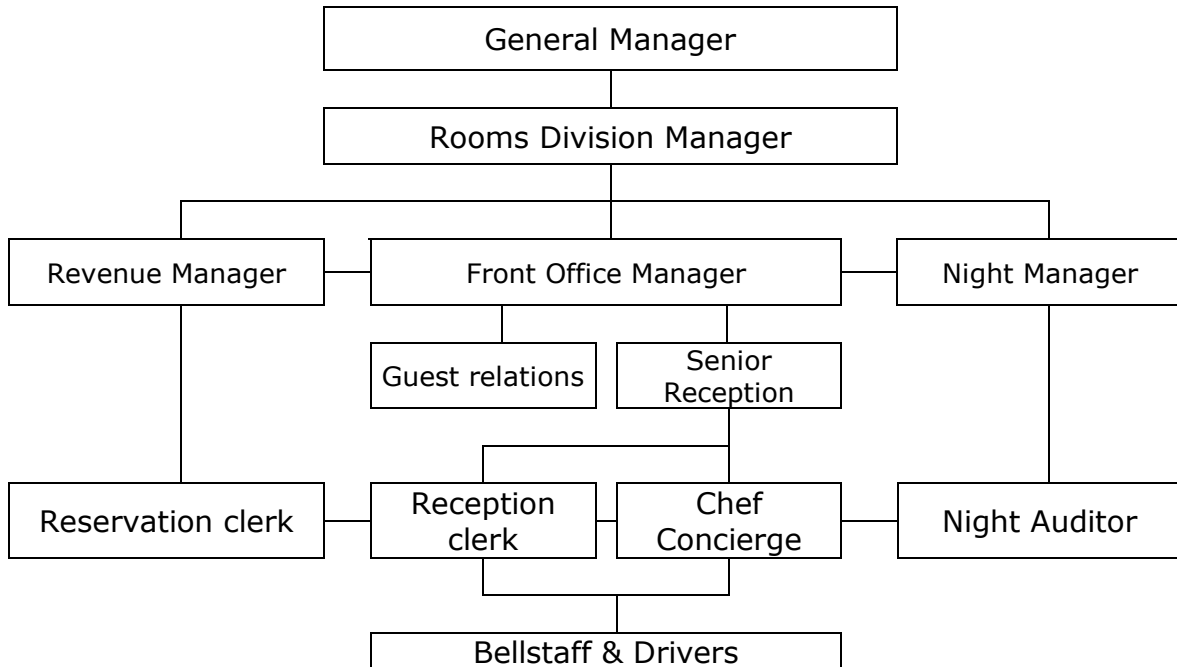 General Manager
Rooms Division Manager
Revenue Manager
Front Office Manager
Night Manager
Guest relations
Senior
Reception
Reservation clerk
Reception
clerk
Chef
Concierge
Night Auditor
Bellstaff & Drivers